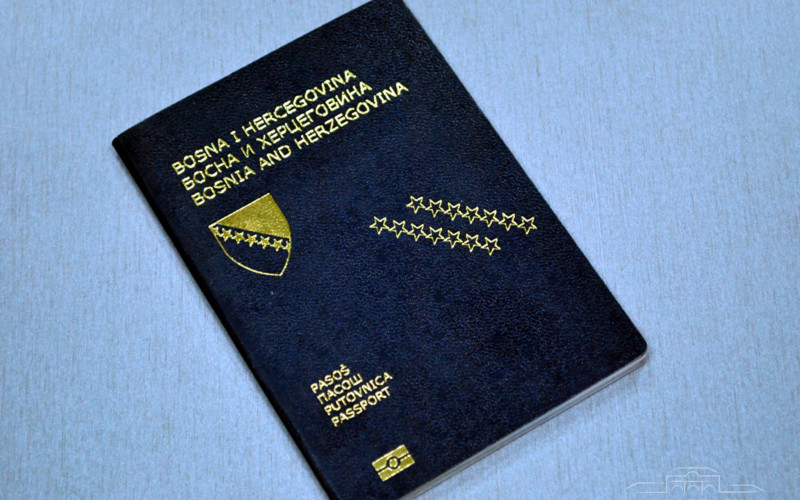 BOSNA I HERCEGOVINA
БОСНА И ХЕРЦЕГОВИНА
BOSNIA AND HERZEGOVINA
PASOŠ
ПАСОШ
PUTOVNICA
PASSPORT